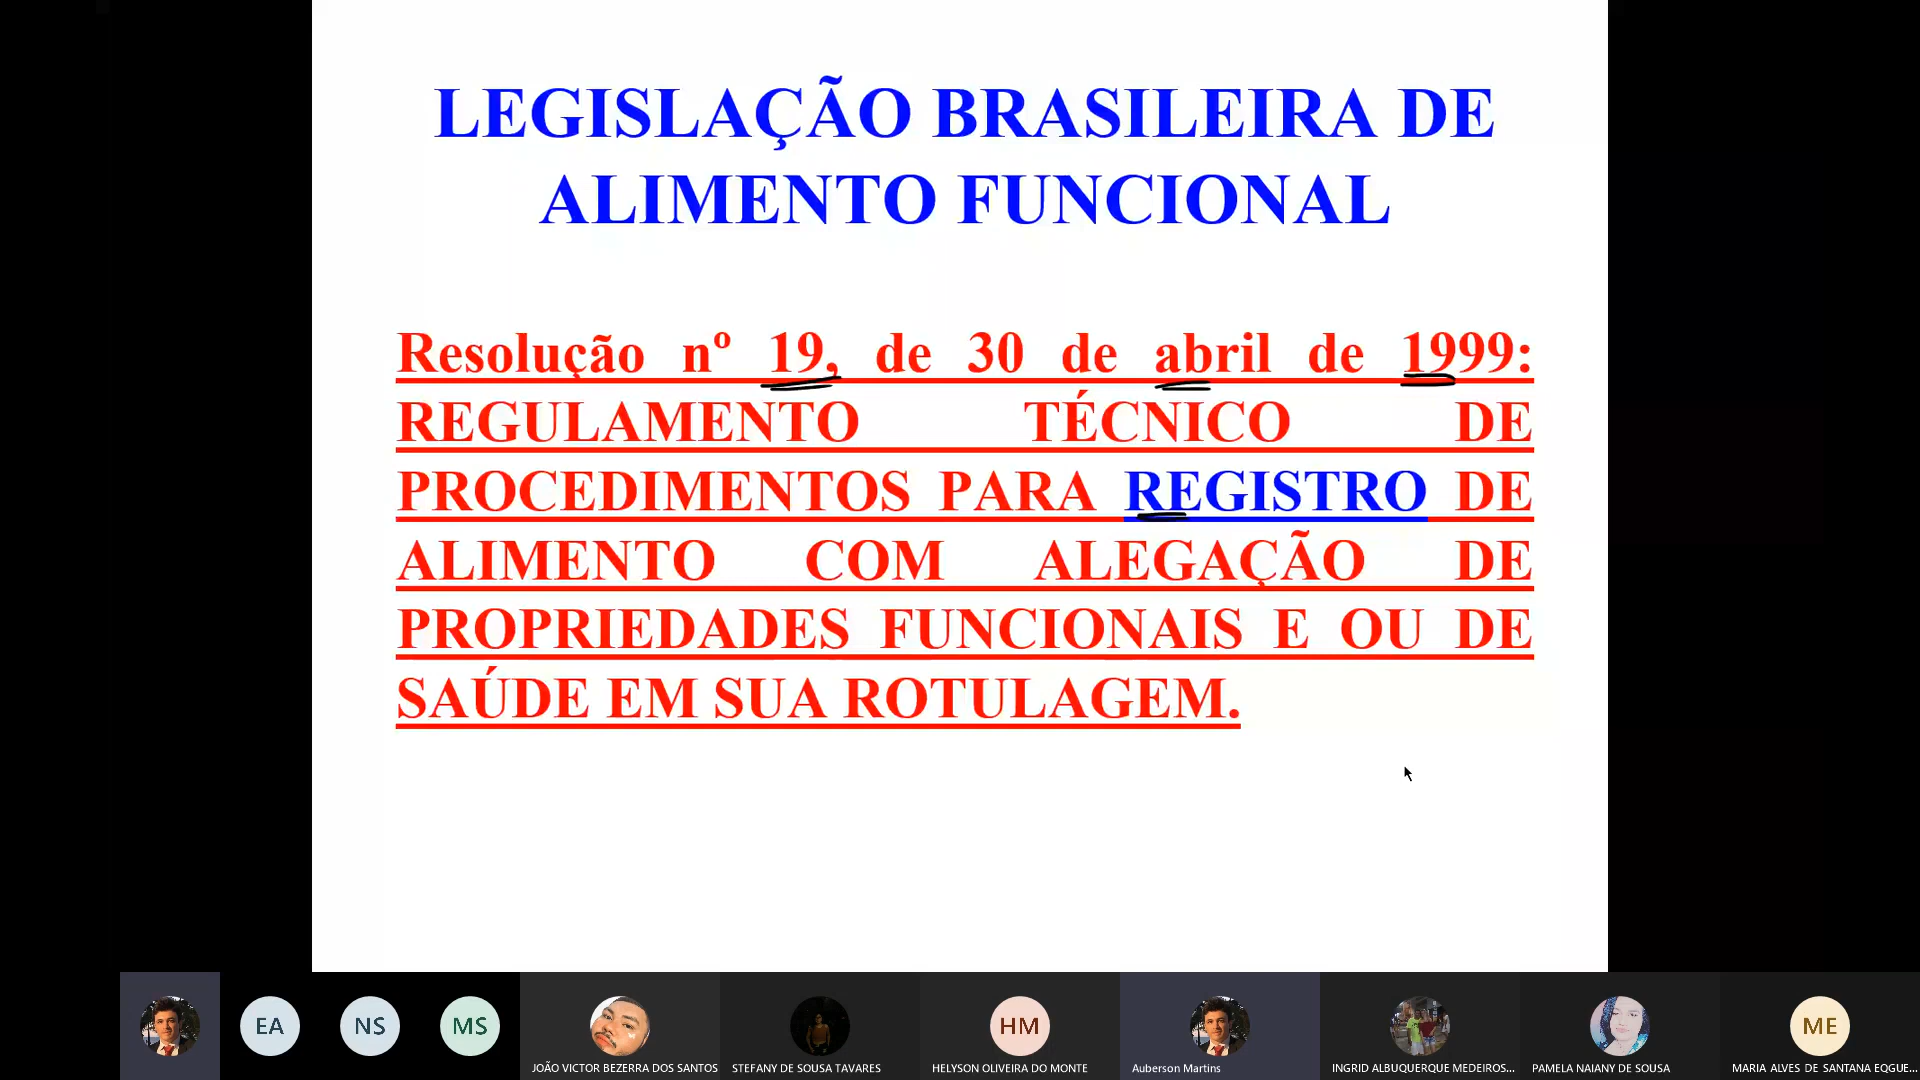 LEGISLAÇÃO BRASILEIRA DE
ALIMENTO FUNCIONAL
Resolução nº 19, de 30 de abril de 1999:
REGULAMENTO TÉCNICO DE
PROCEDIMENTOS PARA REGISTRO DE
ALIMENTO COM ALEGAÇÃO DE
PROPRIEDADES FUNCIONAIS E OU DE
SAÚDE EM SUA ROTULAGEM.
EA
NS
MS
HM
ME
JOÃO VICTOR BEZERRA DOS SANTOS
STEFANY DE SOUSA TAVARES
HELYSON OLIVEIRA DO MONTE
Auberson Martins
INGRID ALBUQUERQUE MEDEIROS...
PAMELA NAIANY DE SOUSA
MARIA ALVES DE SANTANA EQGUE...